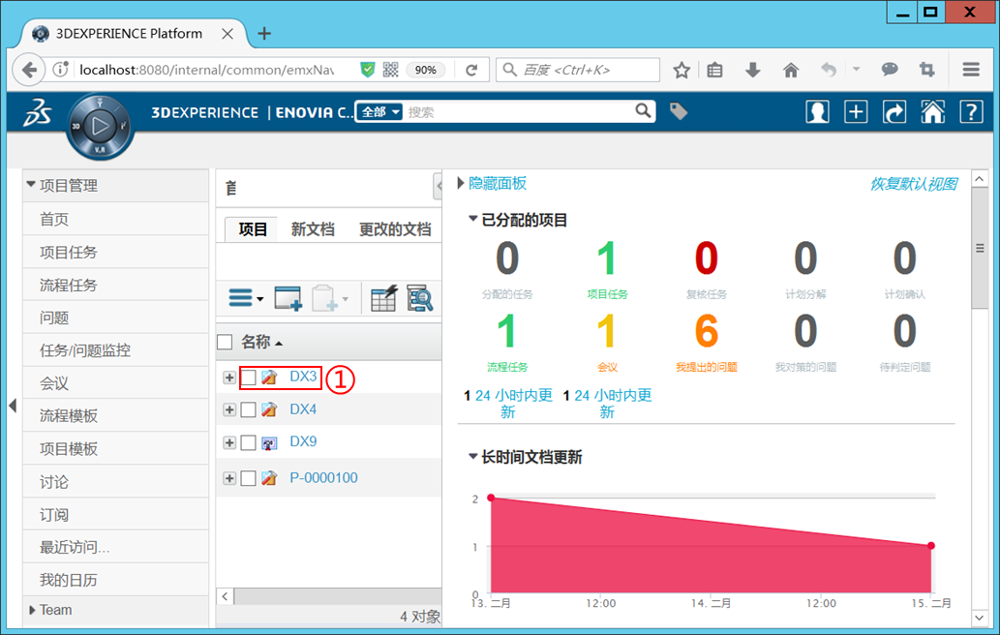 3DEXPERIENCE Platform
localhost:8080/internal/common/emxNav
90%
百度 <Ctrl+K>
3DEXPERIENCE | ENOVIA C...
全部
搜索
3D
V.R
项目管理
首页
项目任务
流程任务
问题
任务/问题监控
会议
流程模板
项目模板
讨论
订阅
最近访问...
我的日历
Team
项目
新文档
更改的文档
名称
DX3
①
DX4
DX9
P-0000100
4 对象
隐藏面板
恢复默认视图
已分配的项目
0 1 0 0 0
分配的任务 项目任务 复核任务 计划分解 计划确认
1 1 6 0 0
流程任务 会议 我提出的问题 我对策的问题 待判定问题
1 24 小时内更新
1 24 小时内更新
长时间文档更新
2
1
0
13. 二月 12:00 14. 二月 12:00 15. 二月